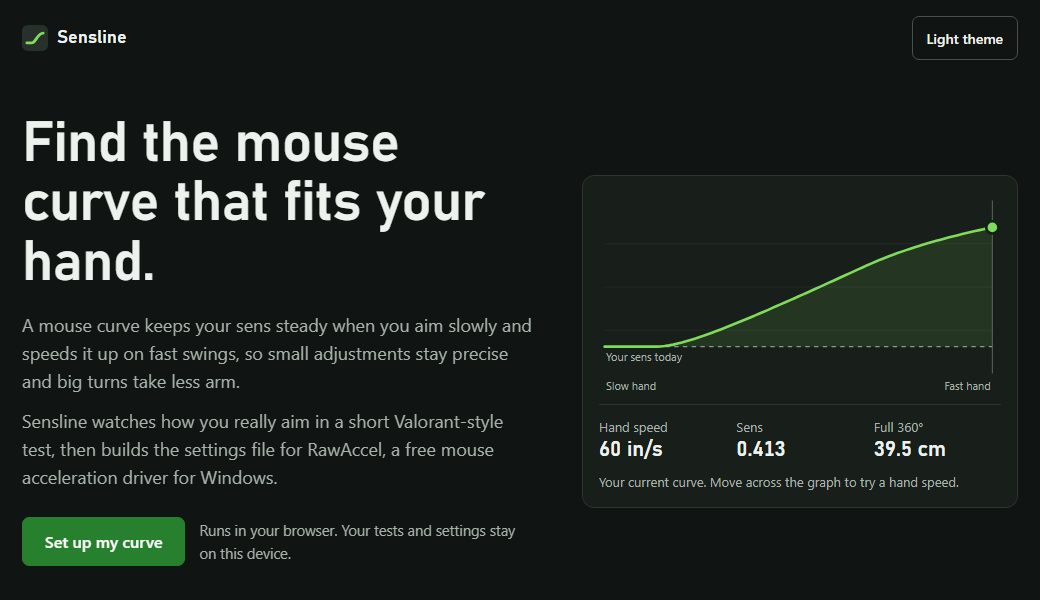 Sensline
Light theme
Find the mouse
curve that fits your
hand.
A mouse curve keeps your sens steady when you aim slowly and
speeds it up on fast swings, so small adjustments stay precise
and big turns take less arm.
Sensline watches how you really aim in a short Valorant-style
test, then builds the settings file for RawAccel, a free mouse
acceleration driver for Windows.
Set up my curve
Runs in your browser. Your tests and settings stay
on this device.
Your sens today
Slow hand
Fast hand
Hand speed
60 in/s
Sens
0.413
Full 360°
39.5 cm
Your current curve. Move across the graph to try a hand speed.